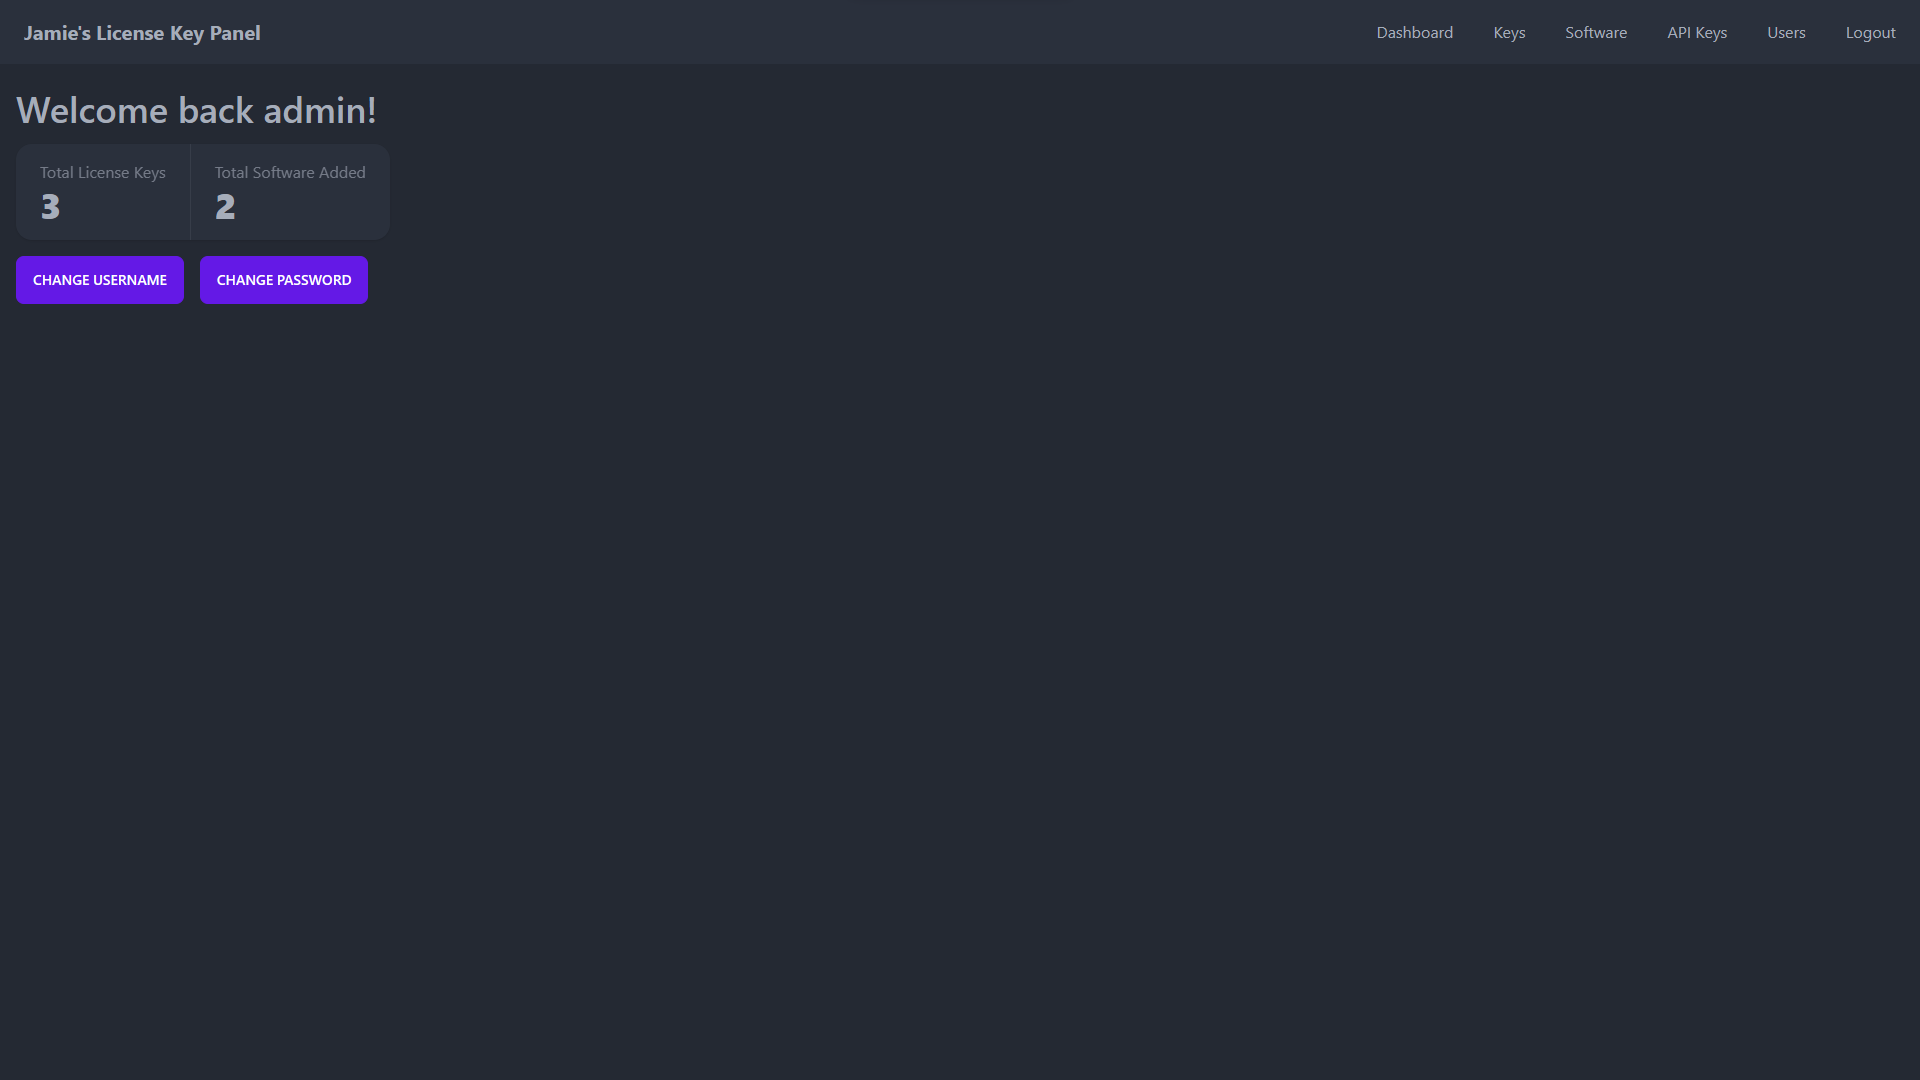 Jamie's License Key Panel
Dashboard Keys Software API Keys Users Logout
Welcome back admin!
Total License Keys
3
Total Software Added
2
CHANGE USERNAME
CHANGE PASSWORD